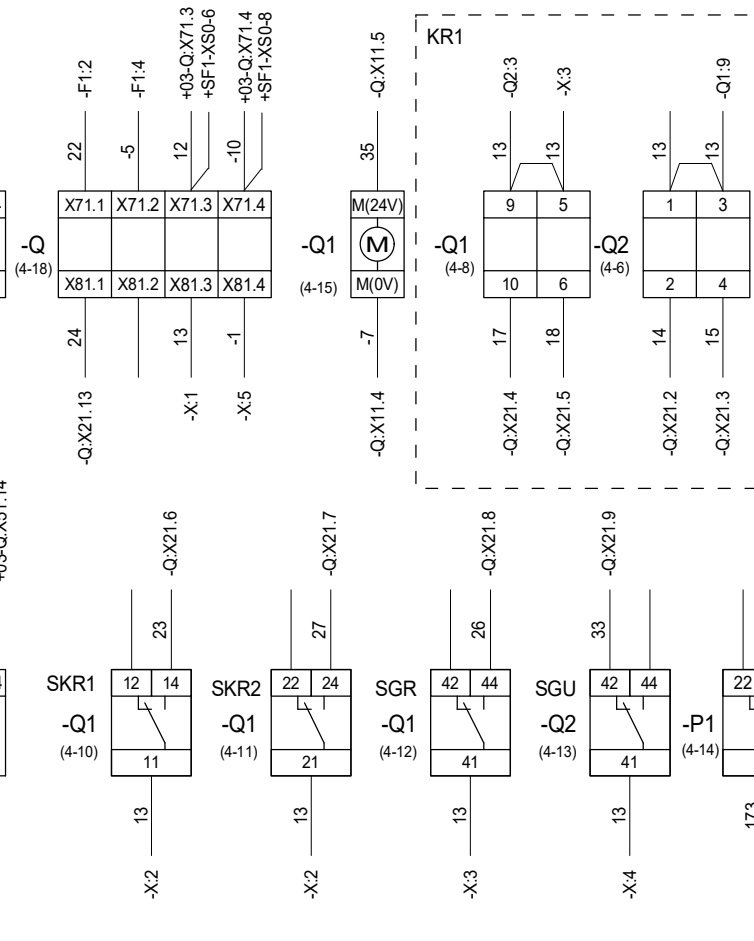 -F1:2
-F1:4
+03-Q:X71.3
+SF1-XS0-6
+03-Q:X71.4
+SF1-XS0-8
-Q:X11.5
KR1
-Q2:3
-X:3
-Q1:9
22
-5
12
-10
35
13
13
13
13
X71.1 X71.2 X71.3 X71.4
M(24V)
9 5
1 3
-Q
(4-18)
-Q1
(4-15)
M
-Q1
(4-8)
-Q2
(4-6)
X81.1 X81.2 X81.3 X81.4
M(0V)
10 6
2 4
24
13
-1
-7
17
18
14
15
-Q:X21.13
-X:1
-X:5
-Q:X11.4
-Q:X21.4
-Q:X21.5
-Q:X21.2
-Q:X21.3
-Q:X21.6
-Q:X21.7
-Q:X21.8
-Q:X21.9
23
27
26
33
SKR1
12 14
-Q1
(4-10)
11
SKR2
22 24
-Q1
(4-11)
21
SGR
42 44
-Q1
(4-12)
41
SGU
42 44
-Q2
(4-13)
41
-P1
(4-14)
22
13
13
13
13
173
-X:2
-X:2
-X:3
-X:4